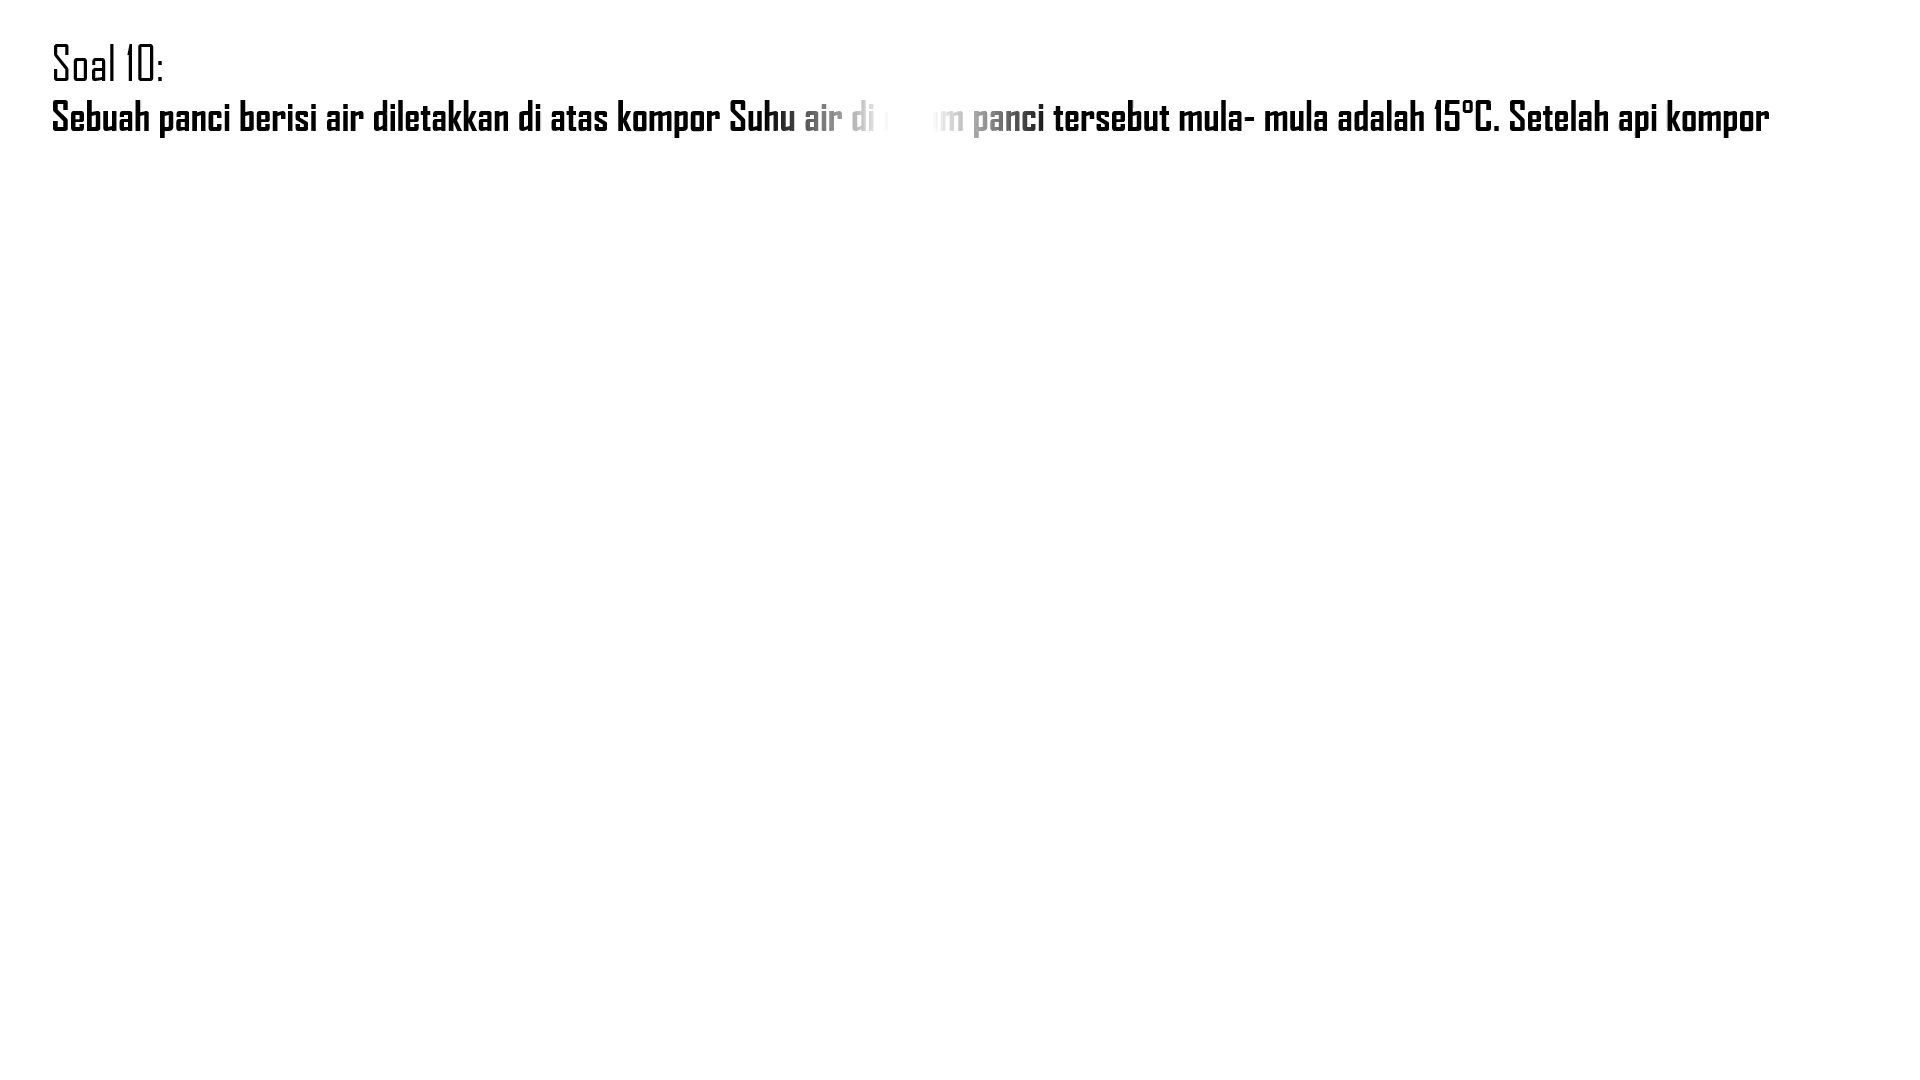 Soal 10:
Sebuah panci berisi air diletakkan di atas kompor Suhu air di panci tersebut mula- mula adalah 15°C. Setelah api kompor